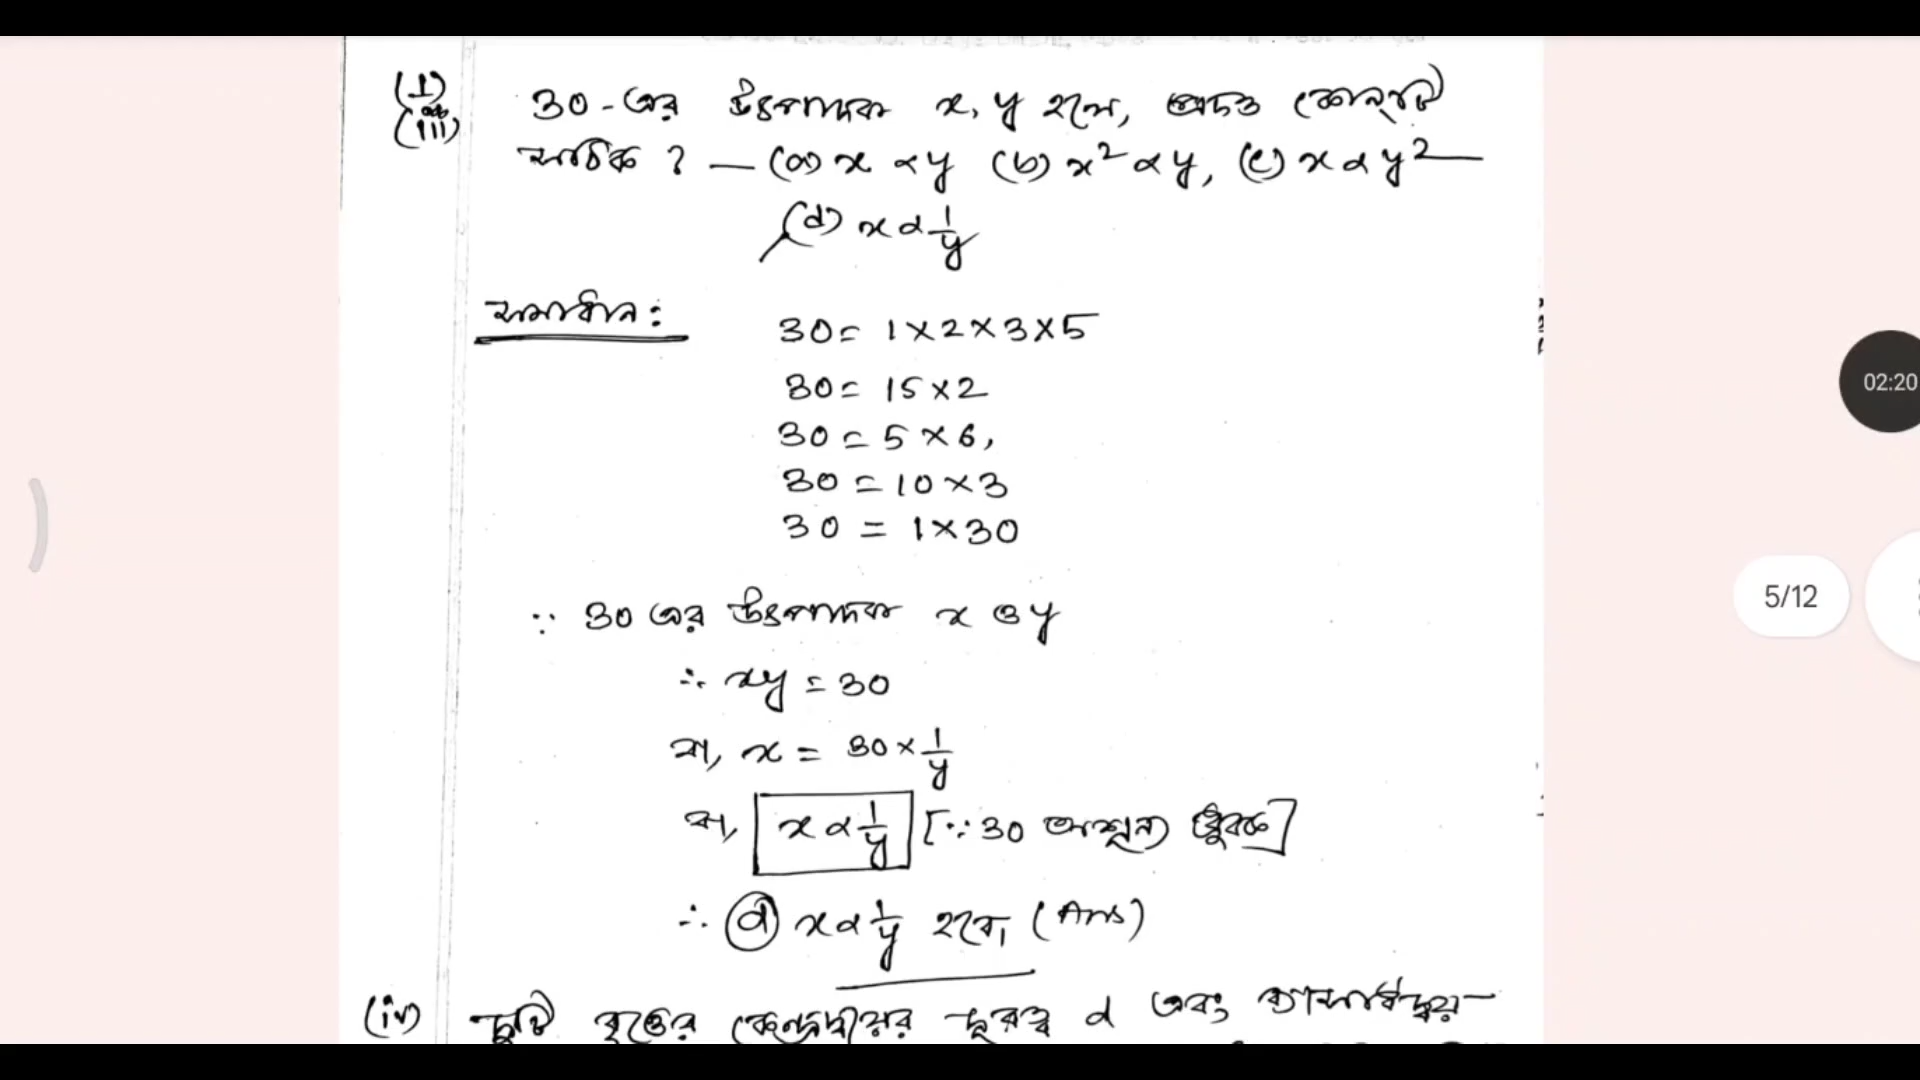 (I)
(iii)
30-এর উৎপাদক x, y হলে, প্রদত্ত কোন্‌টি
সঠিক ? — (a) x ∝ y (b) x² ∝ y, (c) x ∝ y² —
(d) x ∝ 1/y
সমাধান :
30 = 1 × 2 × 3 × 5
30 = 15 × 2
30 = 5 × 6,
30 = 10 × 3
30 = 1 × 30
∵ 30 এর উৎপাদক x ও y
∴ xy = 30
বা, x = 30 × 1/y
বা, x ∝ 1/y [∵ 30 অশূন্য ধ্রুবক]
∴ (d) x ∝ 1/y হবে, (Ans)
(iv) দুটি বৃত্তের কেন্দ্রদ্বয়ের দূরত্ব d এবং ব্যাসার্ধদ্বয়—
02:20
5/12